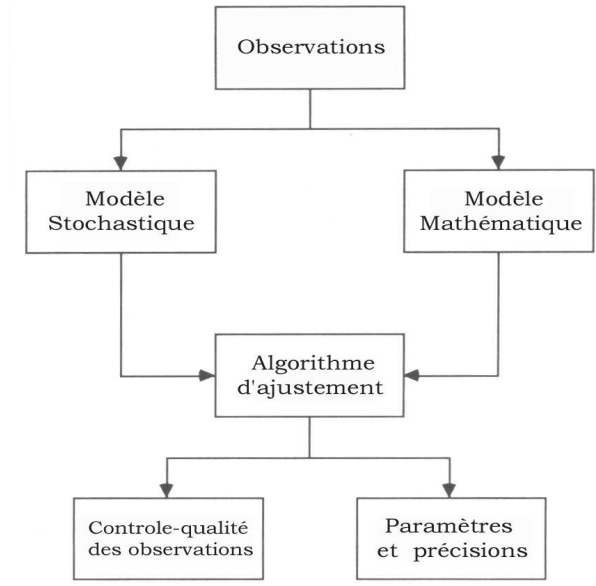 Observations
Modèle
Stochastique
Modèle
Mathématique
Algorithme
d'ajustement
Controle-qualité
des observations
Paramètres
et précisions